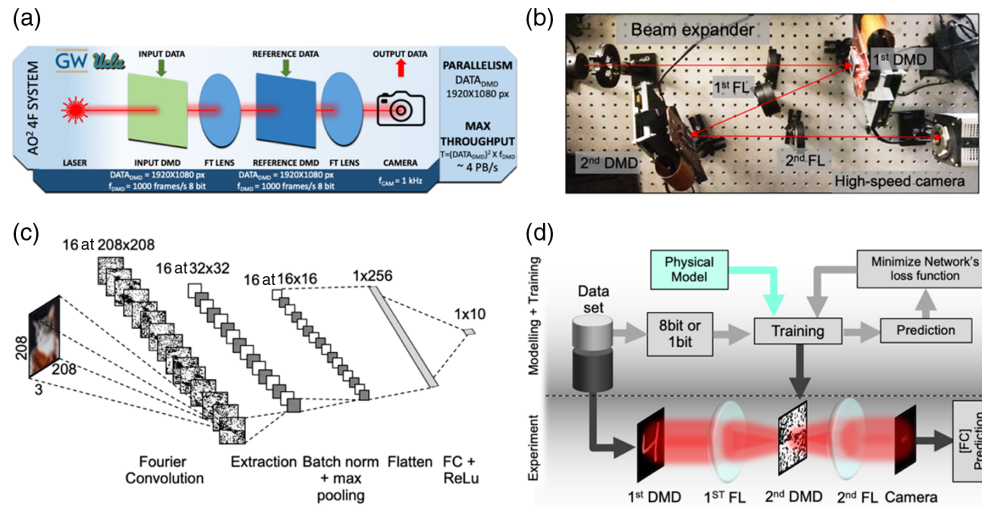 (a)
AO² 4F SYSTEM
GW Ucla
INPUT DATA
REFERENCE DATA
OUTPUT DATA
LASER
INPUT DMD
FT LENS
REFERENCE DMD
FT LENS
CAMERA
DATA_DMD = 1920X1080 px
f_DMD = 1000 frames/s 8 bit
DATA_DMD = 1920X1080 px
f_DMD = 1000 frames/s 8 bit
f_CAM = 1 kHz
PARALLELISM
DATA_DMD
1920X1080 px
MAX
THROUGHPUT
T=(DATA_DMD)² X f_DMD
~ 4 PB/s
(b)
Beam expander
1st DMD
1st FL
2nd DMD
2nd FL
High-speed camera
(c)
16 at 208x208
16 at 32x32
16 at 16x16
1x256
1x10
208
208
3
Fourier
Convolution
Extraction
Batch norm
+ max
pooling
Flatten
FC +
ReLu
(d)
Modelling + Training
Experiment
Data
set
Physical
Model
Minimize Network's
loss function
8bit or
1bit
Training
Prediction
[FC]
Prediction
1st DMD
1ST FL
2nd DMD
2nd FL
Camera